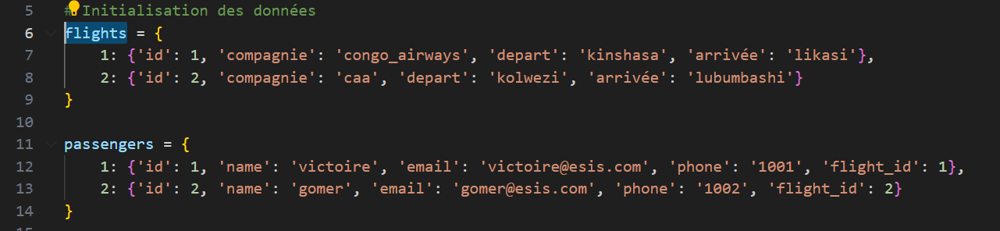 5 # Initialisation des données
6 flights = {
7 1: {'id': 1, 'compagnie': 'congo_airways', 'depart': 'kinshasa', 'arrivée': 'likasi'},
8 2: {'id': 2, 'compagnie': 'caa', 'depart': 'kolwezi', 'arrivée': 'lubumbashi'}
9 }
10
11 passengers = {
12 1: {'id': 1, 'name': 'victoire', 'email': 'victoire@esis.com', 'phone': '1001', 'flight_id': 1},
13 2: {'id': 2, 'name': 'gomer', 'email': 'gomer@esis.com', 'phone': '1002', 'flight_id': 2}
14 }